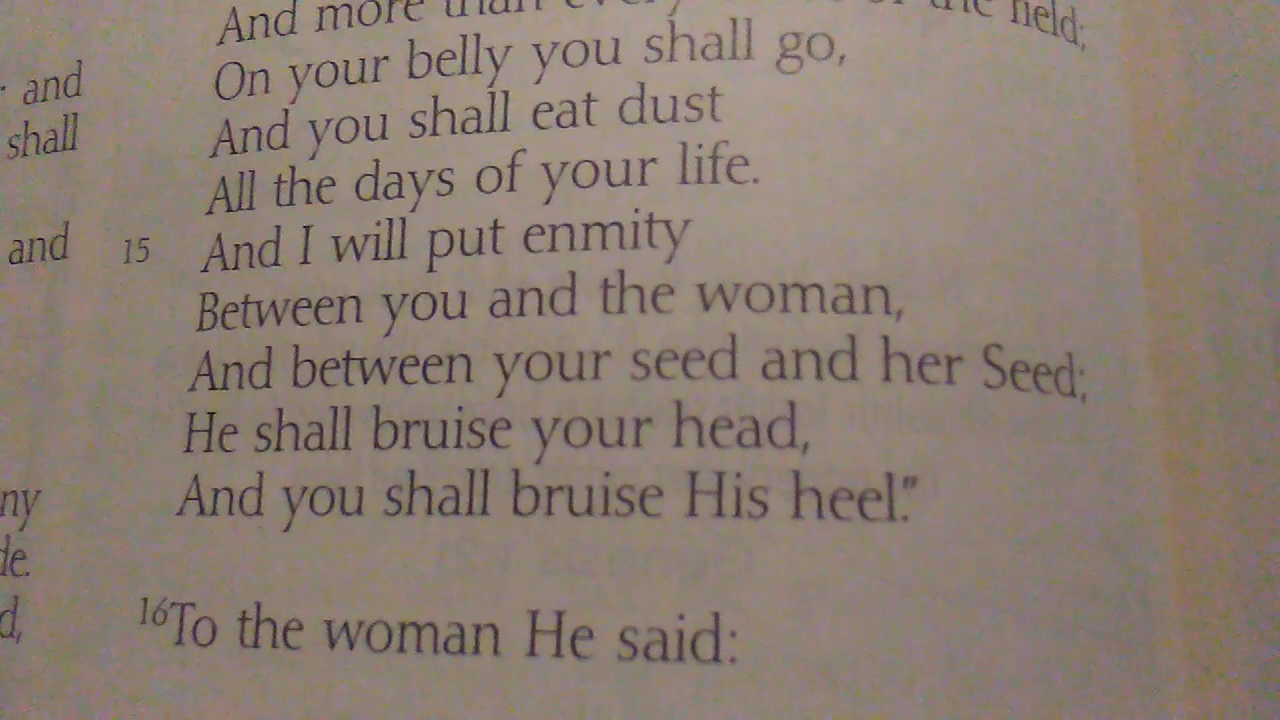 And more than every of the field;
On your belly you shall go,
And you shall eat dust
All the days of your life.
15 And I will put enmity
Between you and the woman,
And between your seed and her Seed;
He shall bruise your head,
And you shall bruise His heel."
16To the woman He said:
and
shall
and
ny
de.
d,